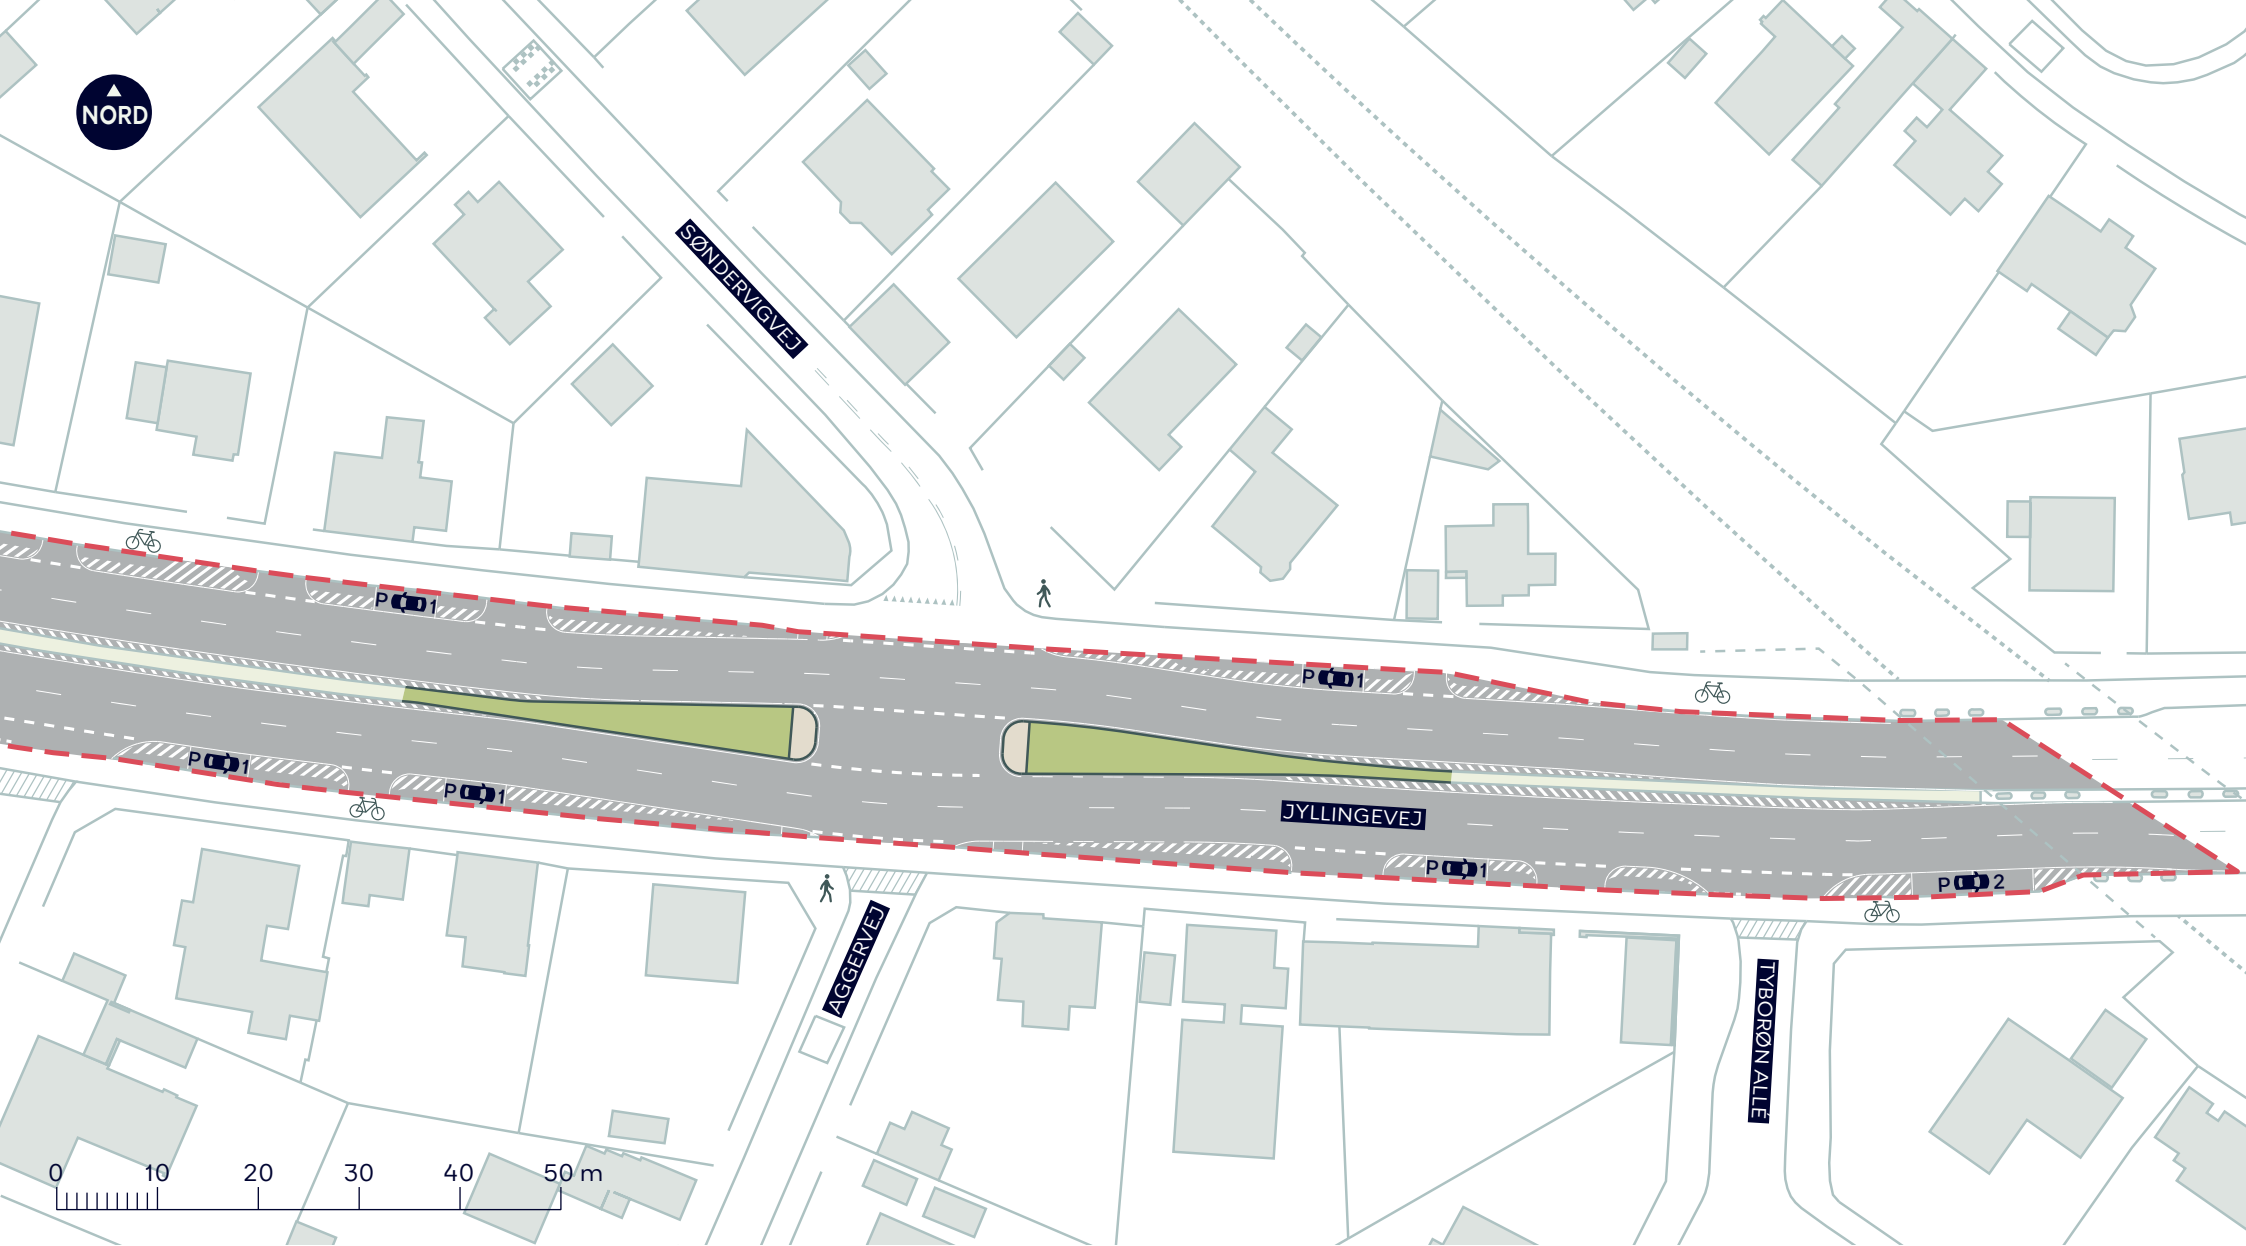 NORD
SØNDERVIGVEJ
P 1
P 1
P 1
P 1
JYLLINGEVEJ
P 1
P 2
AGGERVEJ
TYBORØN ALLÉ
0 10 20 30 40 50 m